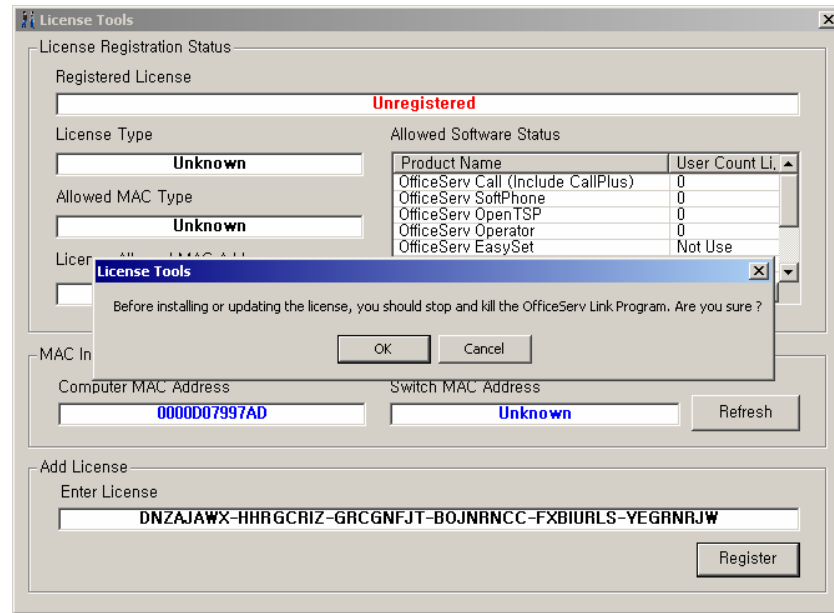 License Tools
License Registration Status
Registered License
Unregistered
License Type
Unknown
Allowed MAC Type
Unknown
Allowed Software Status
Product Name User Count Li,
OfficeServ Call (Include CallPlus) 0
OfficeServ SoftPhone 0
OfficeServ OpenTSP 0
OfficeServ Operator 0
OfficeServ EasySet Not Use
License Tools
Before installing or updating the license, you should stop and kill the OfficeServ Link Program. Are you sure ?
OK Cancel
MAC In
Computer MAC Address
0000D07997AD
Switch MAC Address
Unknown
Refresh
Add License
Enter License
DNZAJAWX-HHRGCRIZ-GRCGNFJT-BOJNRNCC-FXBIURLS-YEGRNRJW
Register